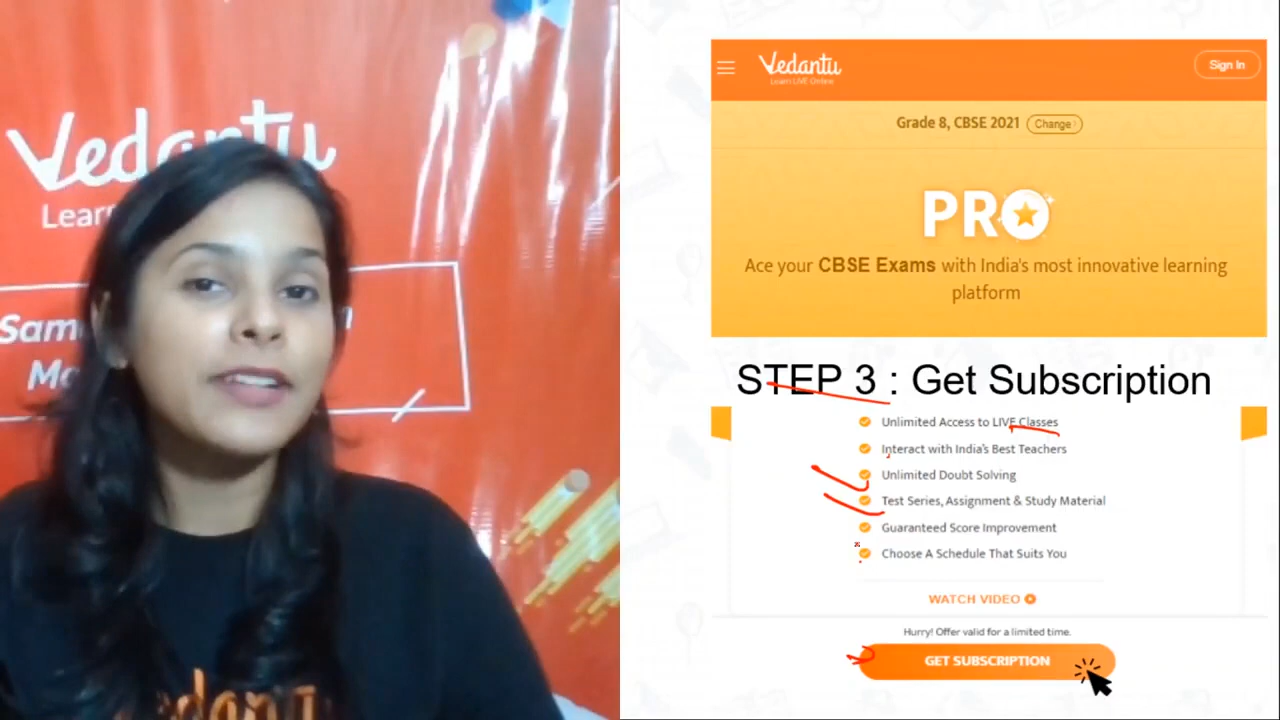 Vedantu
Learn
Sam
Ma
Vedantu
Learn LIVE Online
Sign In
Grade 8, CBSE 2021 Change
PRO
Ace your CBSE Exams with India's most innovative learning
platform
STEP 3 : Get Subscription
Unlimited Access to LIVE Classes
Interact with India's Best Teachers
Unlimited Doubt Solving
Test Series, Assignment & Study Material
Guaranteed Score Improvement
Choose A Schedule That Suits You
WATCH VIDEO
Hurry! Offer valid for a limited time.
GET SUBSCRIPTION